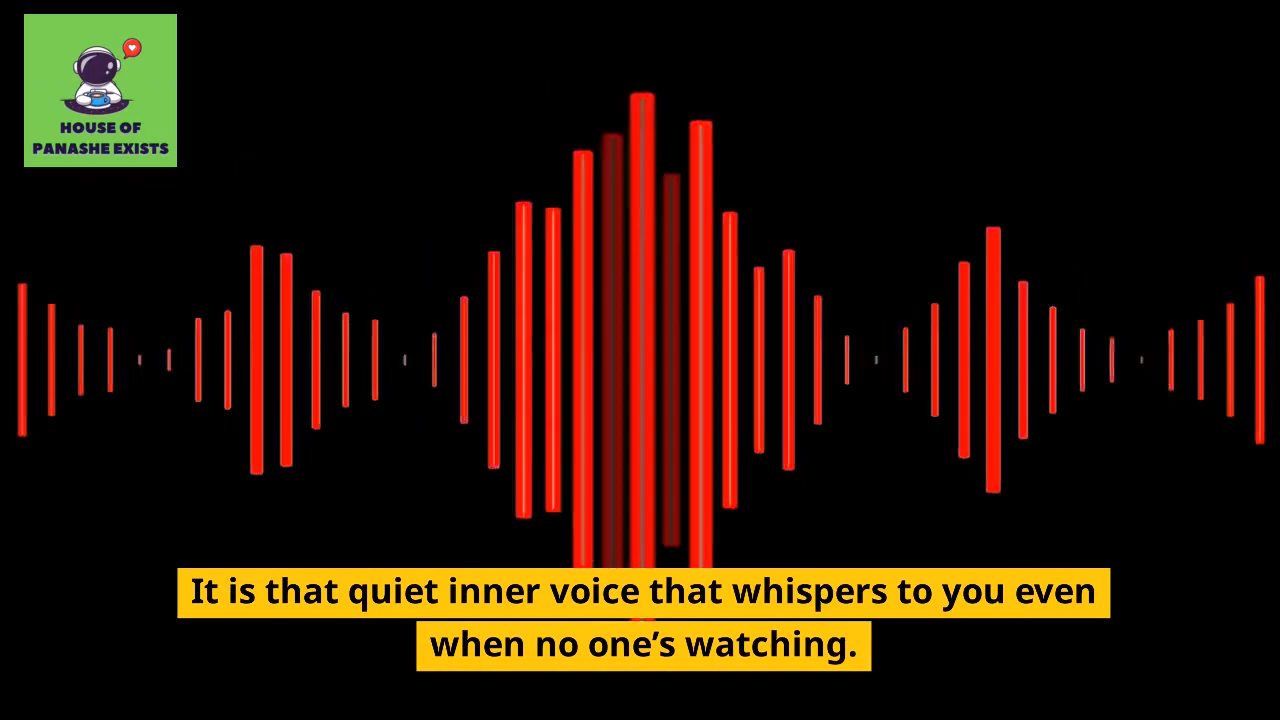 HOUSE OF
PANASHE EXISTS
It is that quiet inner voice that whispers to you even
when no one’s watching.